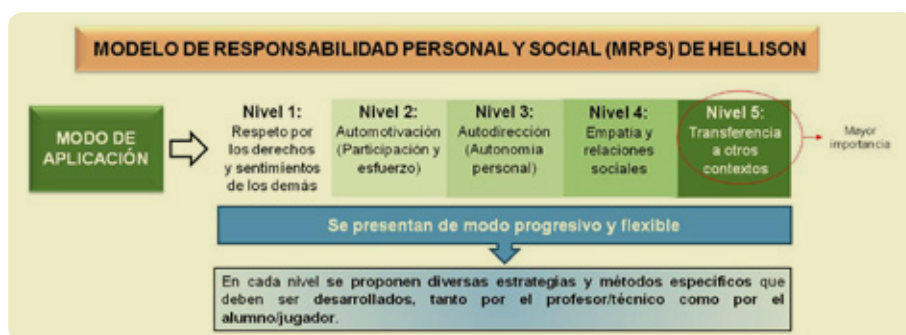 MODELO DE RESPONSABILIDAD PERSONAL Y SOCIAL (MRPS) DE HELLISON
MODO DE
APLICACIÓN
Nivel 1:
Respeto por
los derechos
y sentimientos
de los demás
Nivel 2:
Automotivación
(Participación y
esfuerzo)
Nivel 3:
Autodirección
(Autonomía
personal)
Nivel 4:
Empatía y
relaciones
sociales
Nivel 5:
Transferencia
a otros
contextos
Mayor
importancia
Se presentan de modo progresivo y flexible
En cada nivel se proponen diversas estrategias y métodos específicos que
deben ser desarrollados, tanto por el profesor/técnico como por el
alumno/jugador.